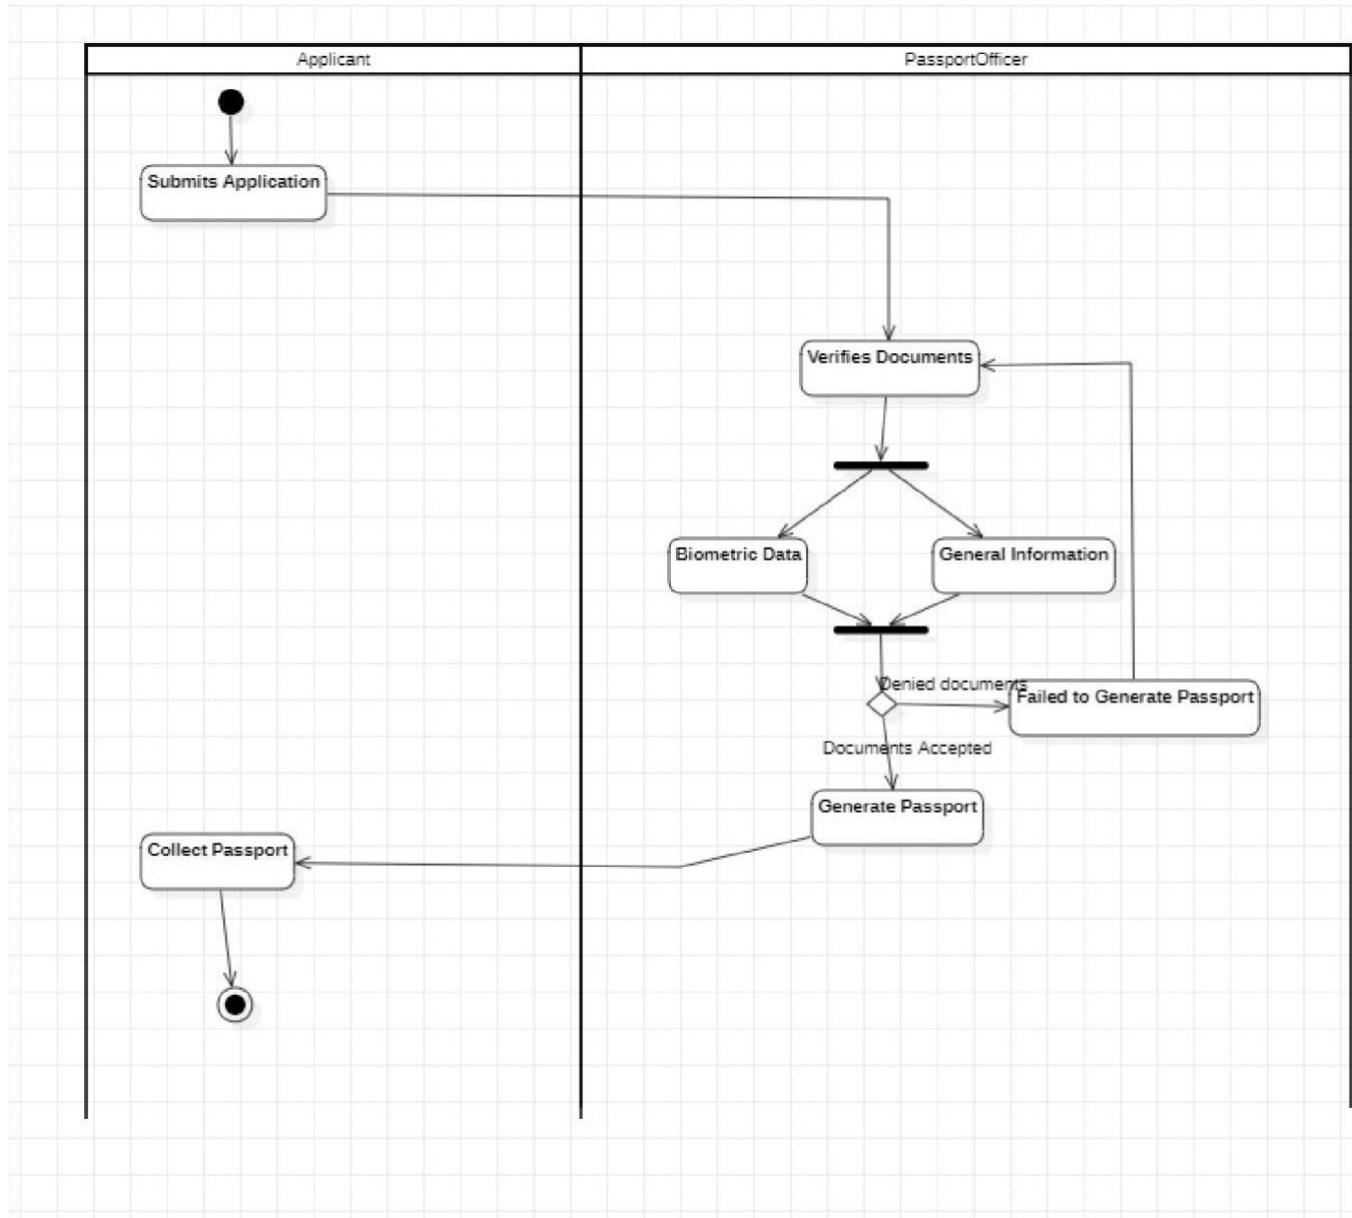 Applicant
PassportOfficer
Submits Application
Verifies Documents
Biometric Data
General Information
Denied documents
Failed to Generate Passport
Documents Accepted
Generate Passport
Collect Passport